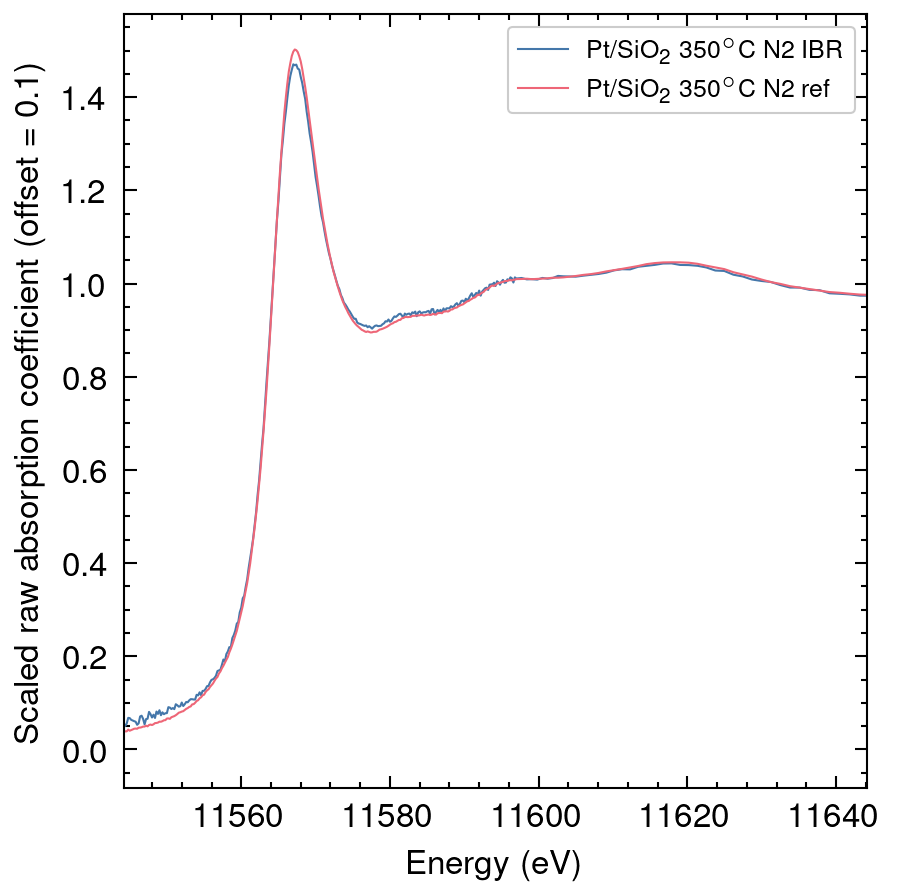 Pt/SiO₂ 350°C N2 IBR
Pt/SiO₂ 350°C N2 ref
Scaled raw absorption coefficient (offset = 0.1)
1.4
1.2
1.0
0.8
0.6
0.4
0.2
0.0
11560 11580 11600 11620 11640
Energy (eV)